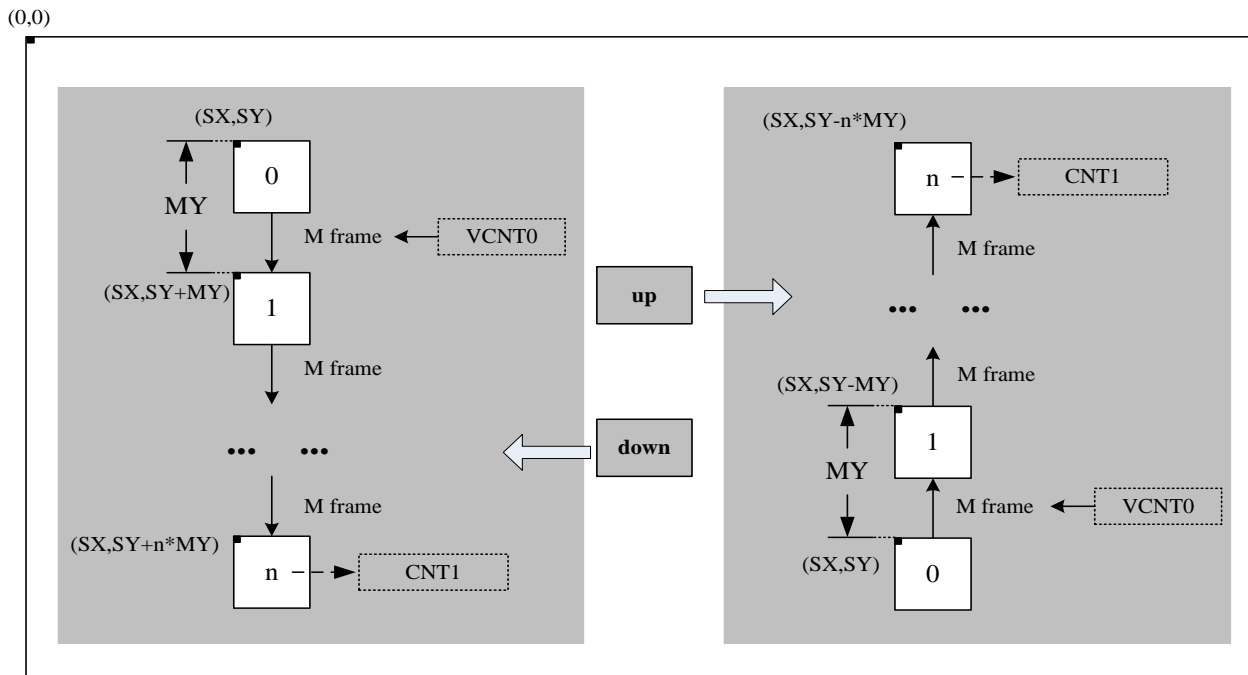 (0,0)
(SX,SY)
0
MY
M frame
VCNT0
(SX,SY+MY)
1
M frame
... ...
M frame
(SX,SY+n*MY)
n
CNT1
up
down
(SX,SY-n*MY)
n
CNT1
M frame
... ...
M frame
(SX,SY-MY)
1
MY
M frame
VCNT0
(SX,SY)
0